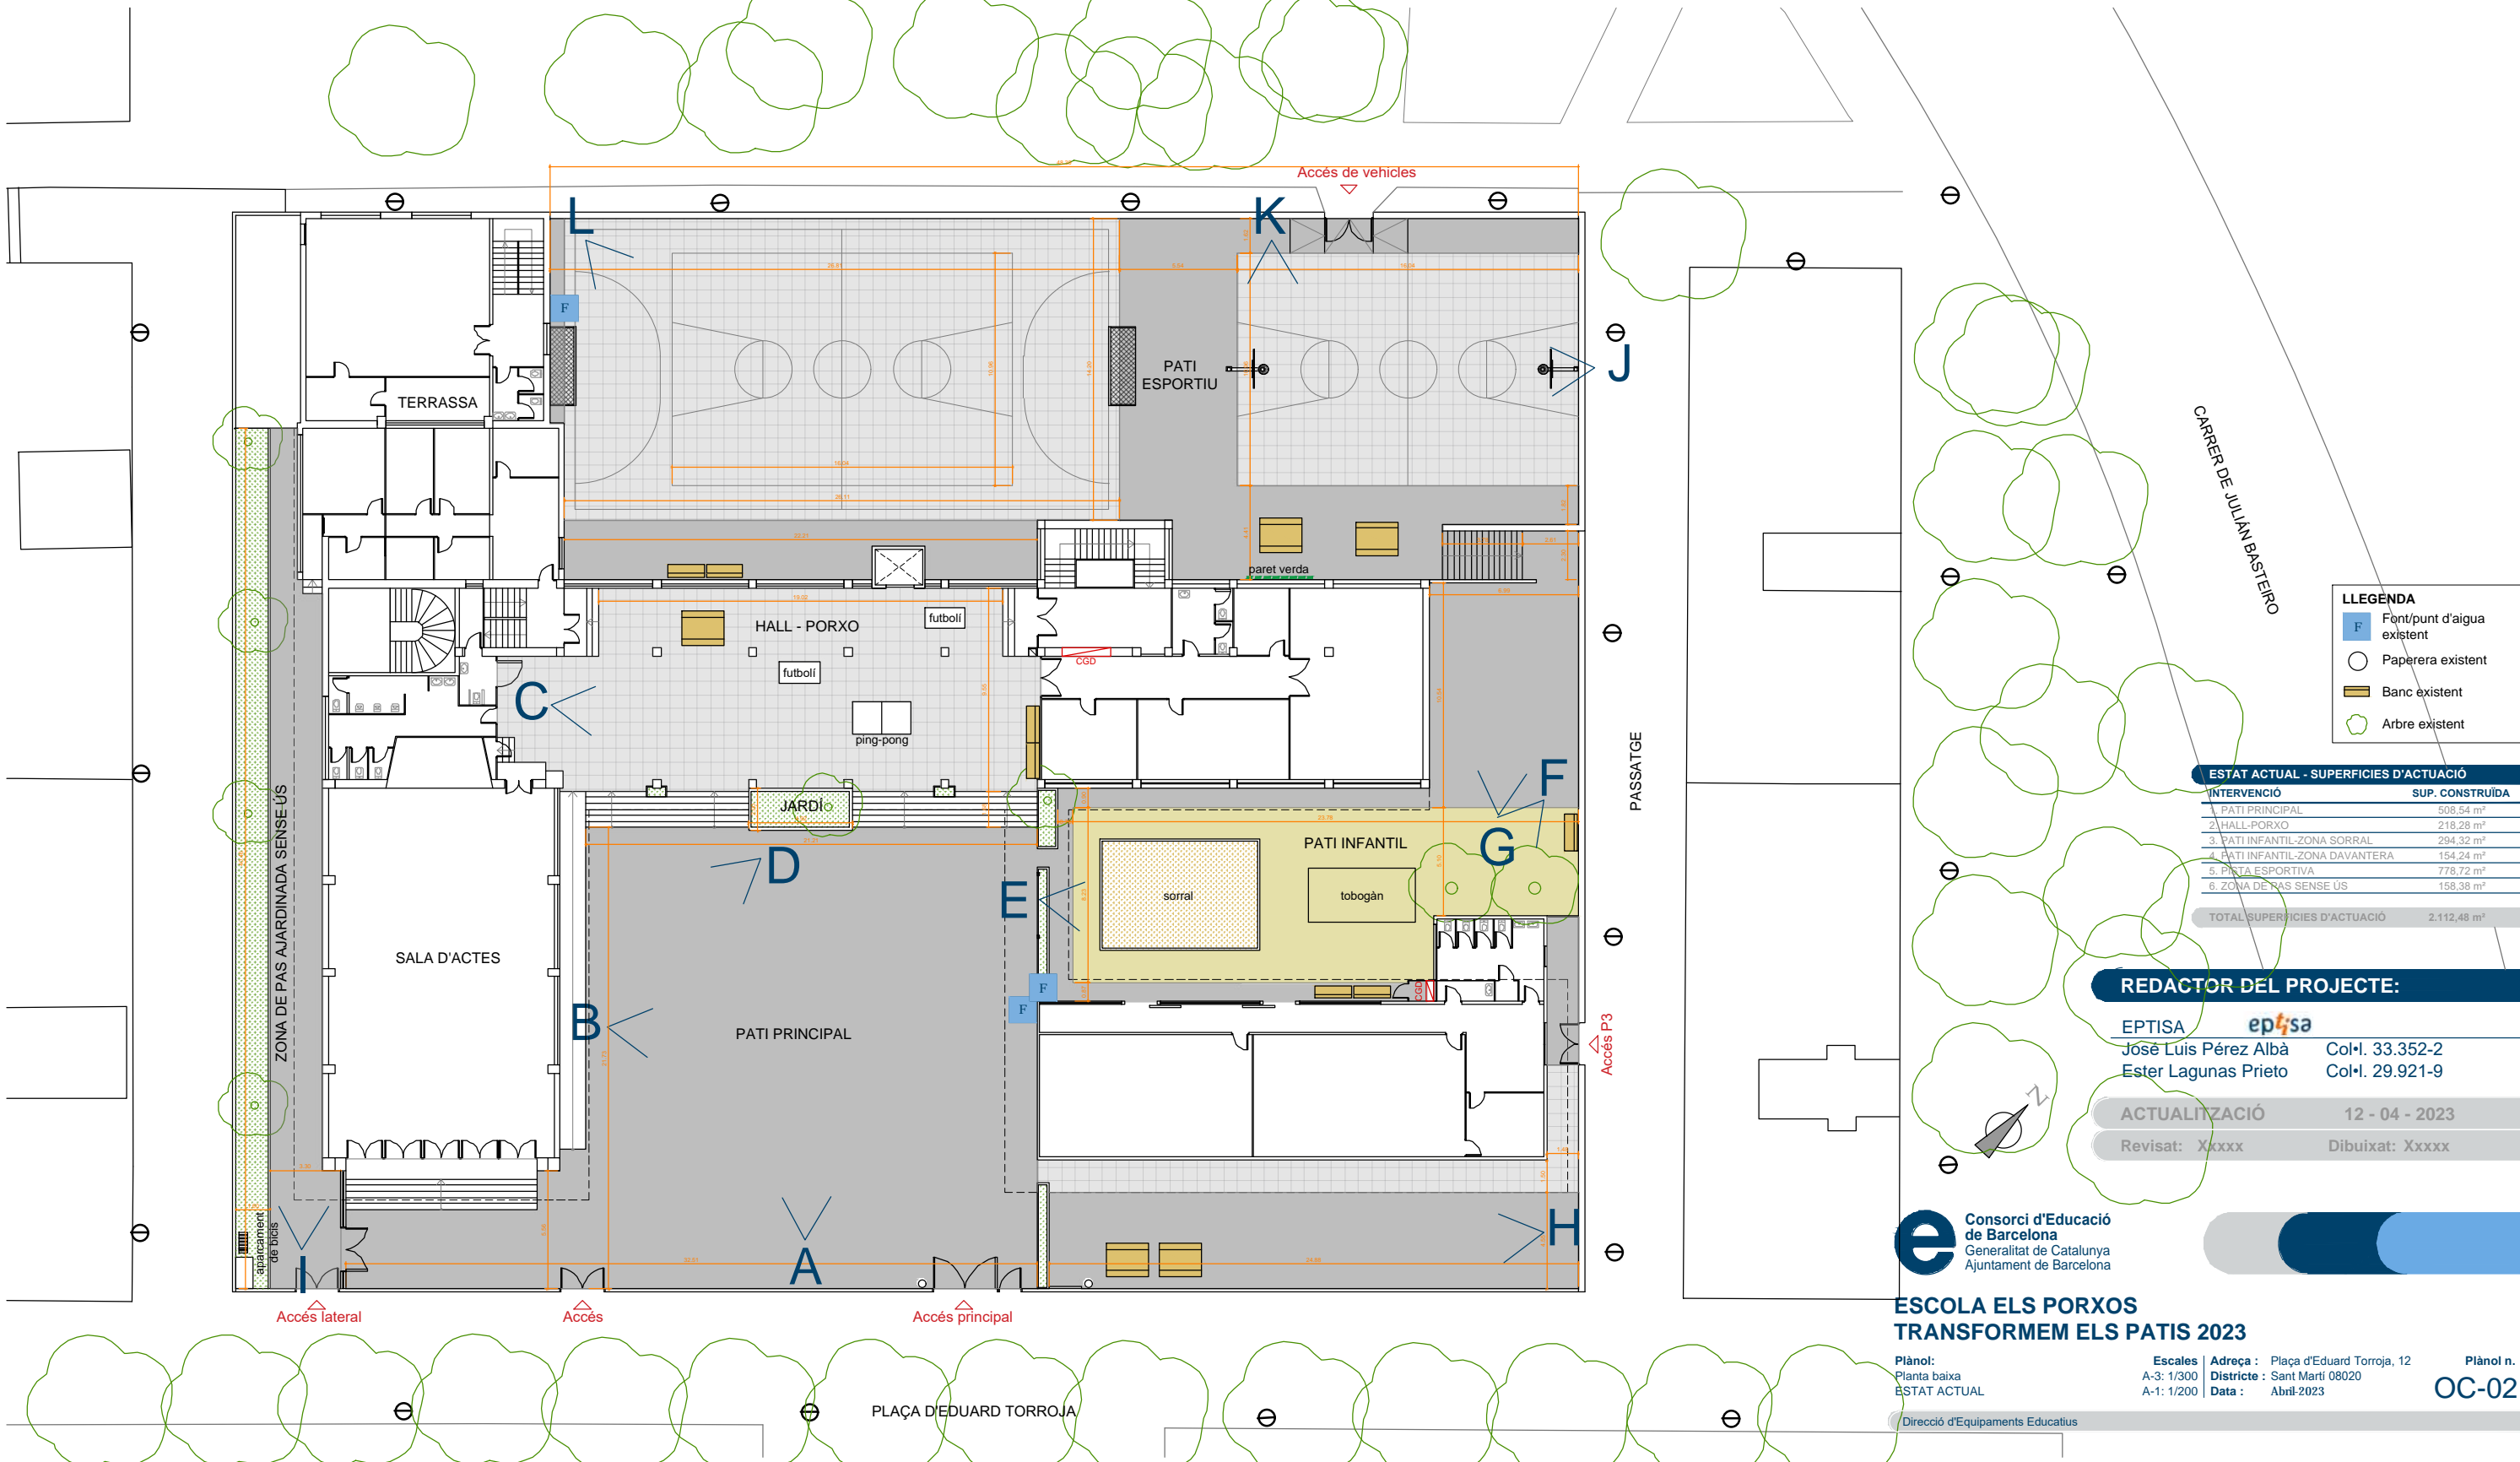 Accés de vehicles
L
K
F
PATI
ESPORTIU
J
TERRASSA
CARRER DE JULIÁN BASTEIRO
paret verda
HALL - PORXO
futbolí
futbolí
CGD
C
ping-pong
JARDÍ
ZONA DE PAS AJARDINADA SENSE ÚS
D
F
G
PATI INFANTIL
E
sorral
tobogàn
PASSATGE
SALA D'ACTES
B
F
F
CGD
PATI PRINCIPAL
Accés P3
aparcament
de bicis
I
A
H
Accés lateral
Accés
Accés principal
PLAÇA D'EDUARD TORROJA
LLEGENDA
F
Font/punt d'aigua
existent
Paperera existent
Banc existent
Arbre existent
ESTAT ACTUAL - SUPERFICIES D'ACTUACIÓ
INTERVENCIÓ SUP. CONSTRUÏDA
1. PATI PRINCIPAL 508,54 m²
2. HALL-PORXO 218,28 m²
3. PATI INFANTIL-ZONA SORRAL 294,32 m²
4. PATI INFANTIL-ZONA DAVANTERA 154,24 m²
5. PISTA ESPORTIVA 778,72 m²
6. ZONA DE PAS SENSE ÚS 158,38 m²
TOTAL SUPERFICIES D'ACTUACIÓ 2.112,48 m²
REDACTOR DEL PROJECTE:
EPTISA eptisa
José Luis Pérez Albà Col•l. 33.352-2
Ester Lagunas Prieto Col•l. 29.921-9
N
ACTUALITZACIÓ 12 - 04 - 2023
Revisat: Xxxxx Dibuixat: Xxxxx
Consorci d'Educació
de Barcelona
Generalitat de Catalunya
Ajuntament de Barcelona
ESCOLA ELS PORXOS
TRANSFORMEM ELS PATIS 2023
Plànol:
Planta baixa
ESTAT ACTUAL
Escales
A-3: 1/300
A-1: 1/200
Adreça : Plaça d'Eduard Torroja, 12
Districte : Sant Martí 08020
Data : Abril-2023
Plànol n.
OC-02
Direcció d'Equipaments Educatius